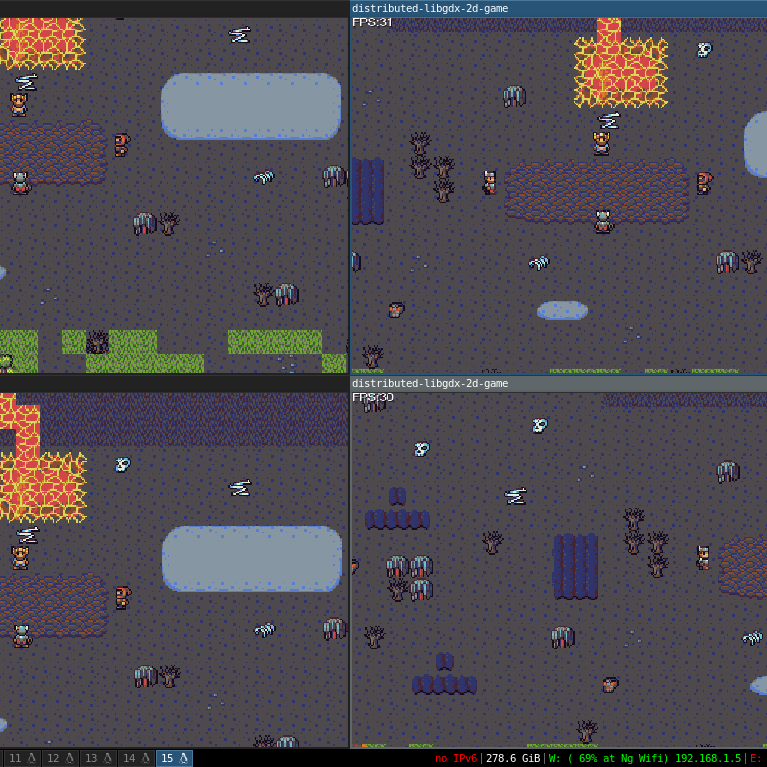 distributed-libgdx-2d-game
FPS:31
distributed-libgdx-2d-game
FPS:30
11 12 13 14 15 no IPv6|278.6 GiB|W: ( 69% at Ng Wifi) 192.168.1.5|E: